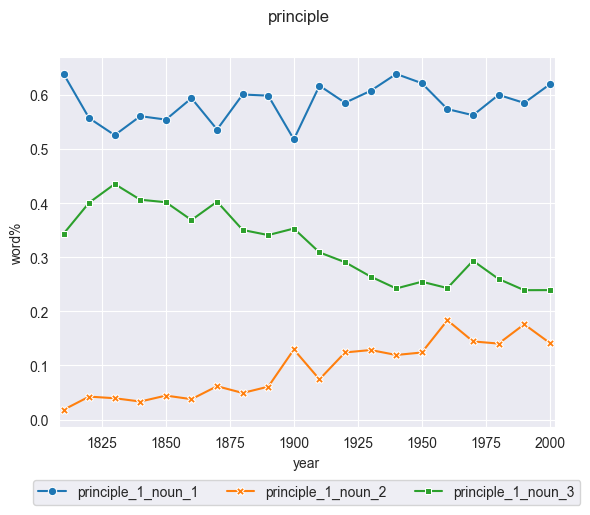 principle
0.6
0.5
0.4
0.3
0.2
0.1
0.0
word%
1825 1850 1875 1900 1925 1950 1975 2000
year
principle_1_noun_1 principle_1_noun_2 principle_1_noun_3